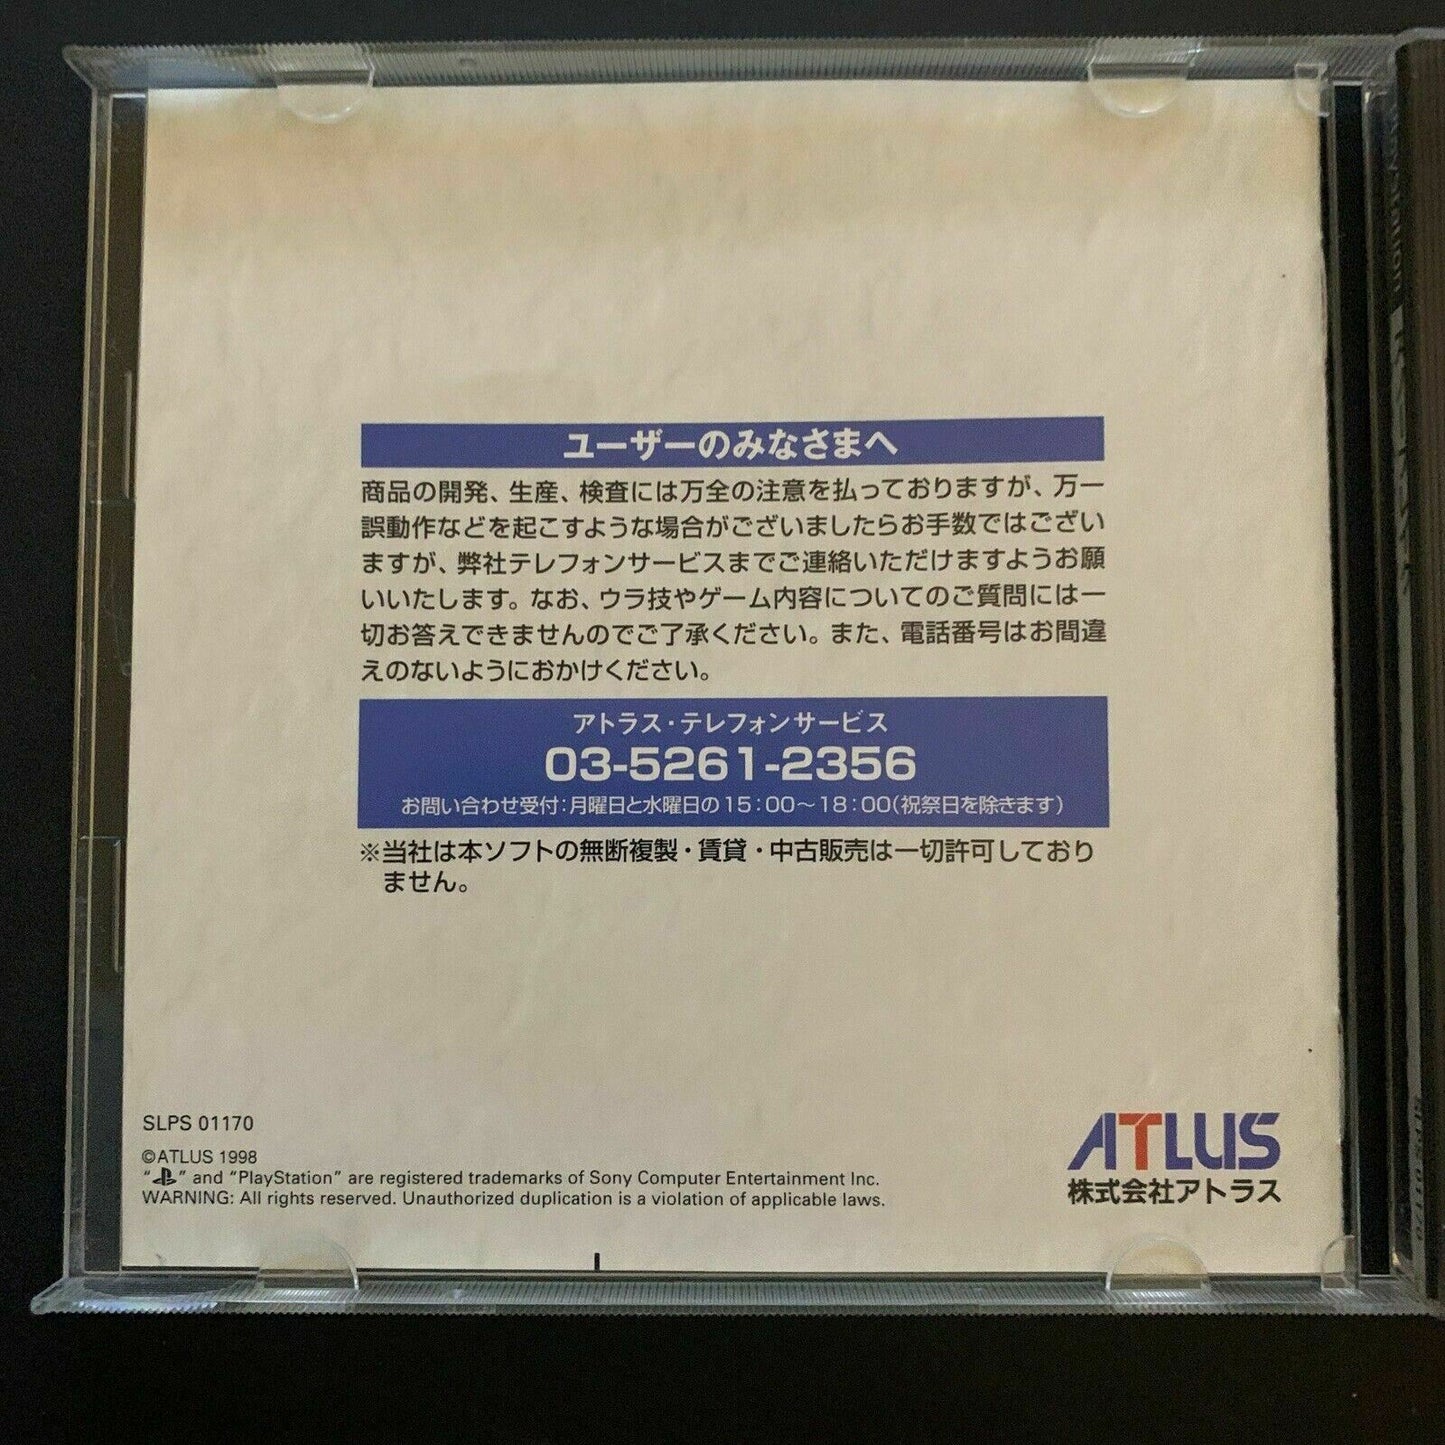 ユーザーのみなさまへ
商品の開発、生産、検査には万全の注意を払っておりますが、万一
誤動作などを起こすような場合がございましたらお手数ではござい
ますが、弊社テレフォンサービスまでご連絡いただけますようお願
いいたします。なお、ウラ技やゲーム内容についてのご質問には一
切お答えできませんのでご了承ください。また、電話番号はお間違
えのないようにおかけください。
アトラス・テレフォンサービス
03-5261-2356
お問い合わせ受付:月曜日と水曜日の15:00〜18:00(祝祭日を除きます)
※当社は本ソフトの無断複製・賃貸・中古販売は一切許可しており
ません。
SLPS 01170
©ATLUS 1998
“ ” and “PlayStation” are registered trademarks of Sony Computer Entertainment Inc.
WARNING: All rights reserved. Unauthorized duplication is a violation of applicable laws.
ATLUS
株式会社アトラス
SLPS 01170